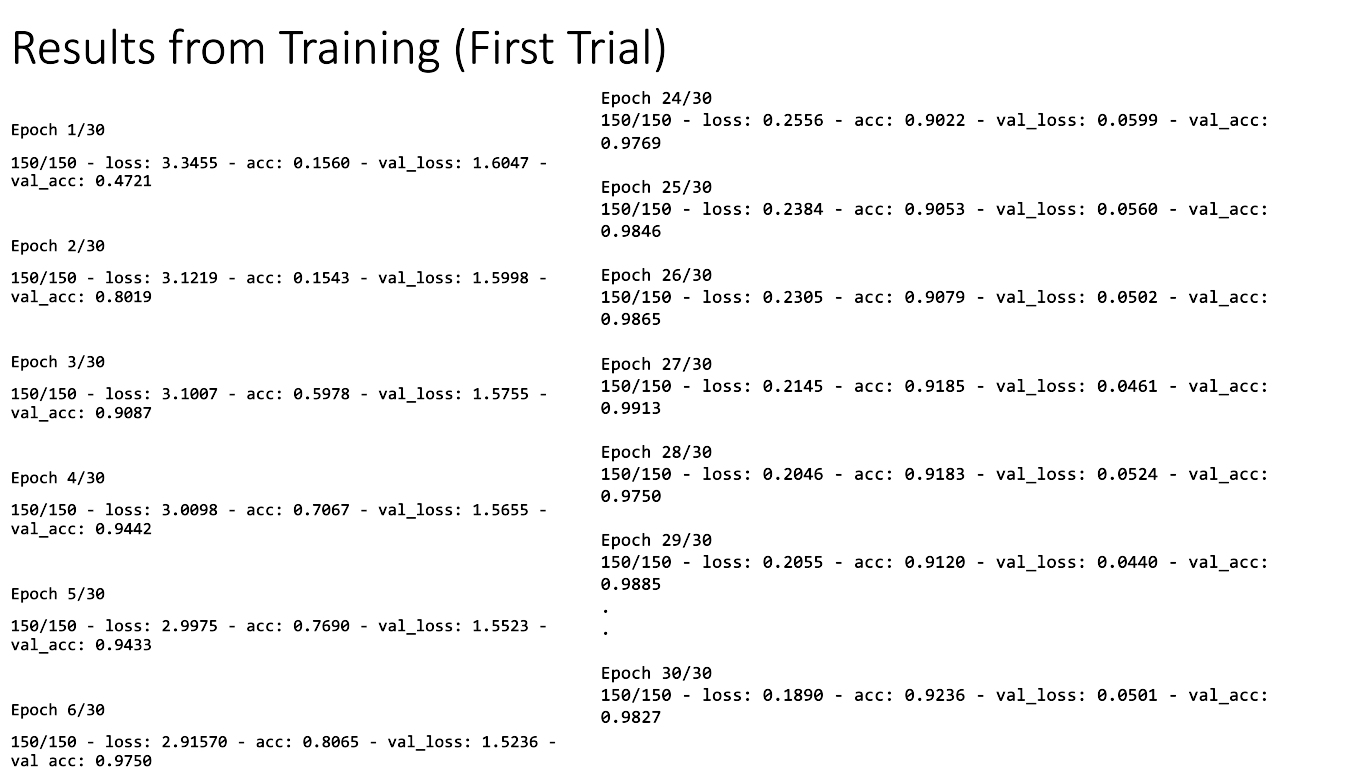 Results from Training (First Trial)
Epoch 1/30
150/150 - loss: 3.3455 - acc: 0.1560 - val_loss: 1.6047 -
val_acc: 0.4721
Epoch 2/30
150/150 - loss: 3.1219 - acc: 0.1543 - val_loss: 1.5998 -
val_acc: 0.8019
Epoch 3/30
150/150 - loss: 3.1007 - acc: 0.5978 - val_loss: 1.5755 -
val_acc: 0.9087
Epoch 4/30
150/150 - loss: 3.0098 - acc: 0.7067 - val_loss: 1.5655 -
val_acc: 0.9442
Epoch 5/30
150/150 - loss: 2.9975 - acc: 0.7690 - val_loss: 1.5523 -
val_acc: 0.9433
Epoch 6/30
150/150 - loss: 2.91570 - acc: 0.8065 - val_loss: 1.5236 -
val_acc: 0.9750
Epoch 24/30
150/150 - loss: 0.2556 - acc: 0.9022 - val_loss: 0.0599 - val_acc:
0.9769
Epoch 25/30
150/150 - loss: 0.2384 - acc: 0.9053 - val_loss: 0.0560 - val_acc:
0.9846
Epoch 26/30
150/150 - loss: 0.2305 - acc: 0.9079 - val_loss: 0.0502 - val_acc:
0.9865
Epoch 27/30
150/150 - loss: 0.2145 - acc: 0.9185 - val_loss: 0.0461 - val_acc:
0.9913
Epoch 28/30
150/150 - loss: 0.2046 - acc: 0.9183 - val_loss: 0.0524 - val_acc:
0.9750
Epoch 29/30
150/150 - loss: 0.2055 - acc: 0.9120 - val_loss: 0.0440 - val_acc:
0.9885
.
.
Epoch 30/30
150/150 - loss: 0.1890 - acc: 0.9236 - val_loss: 0.0501 - val_acc:
0.9827